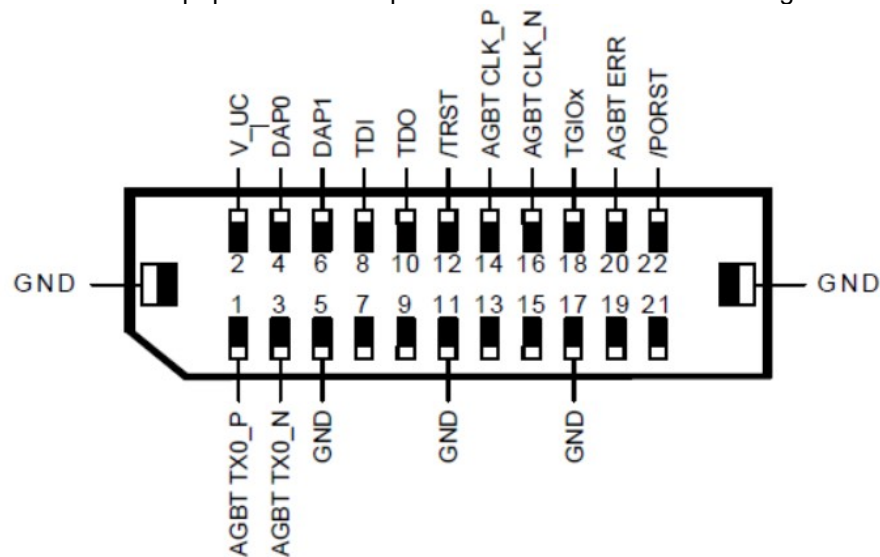 V_UC
DAP0
DAP1
TDI
TDO
/TRST
AGBT CLK_P
AGBT CLK_N
TGIOx
AGBT ERR
/PORST
2 4 6 8 10 12 14 16 18 20 22
GND
GND
1 3 5 7 9 11 13 15 17 19 21
AGBT TX0_P
AGBT TX0_N
GND
GND
GND